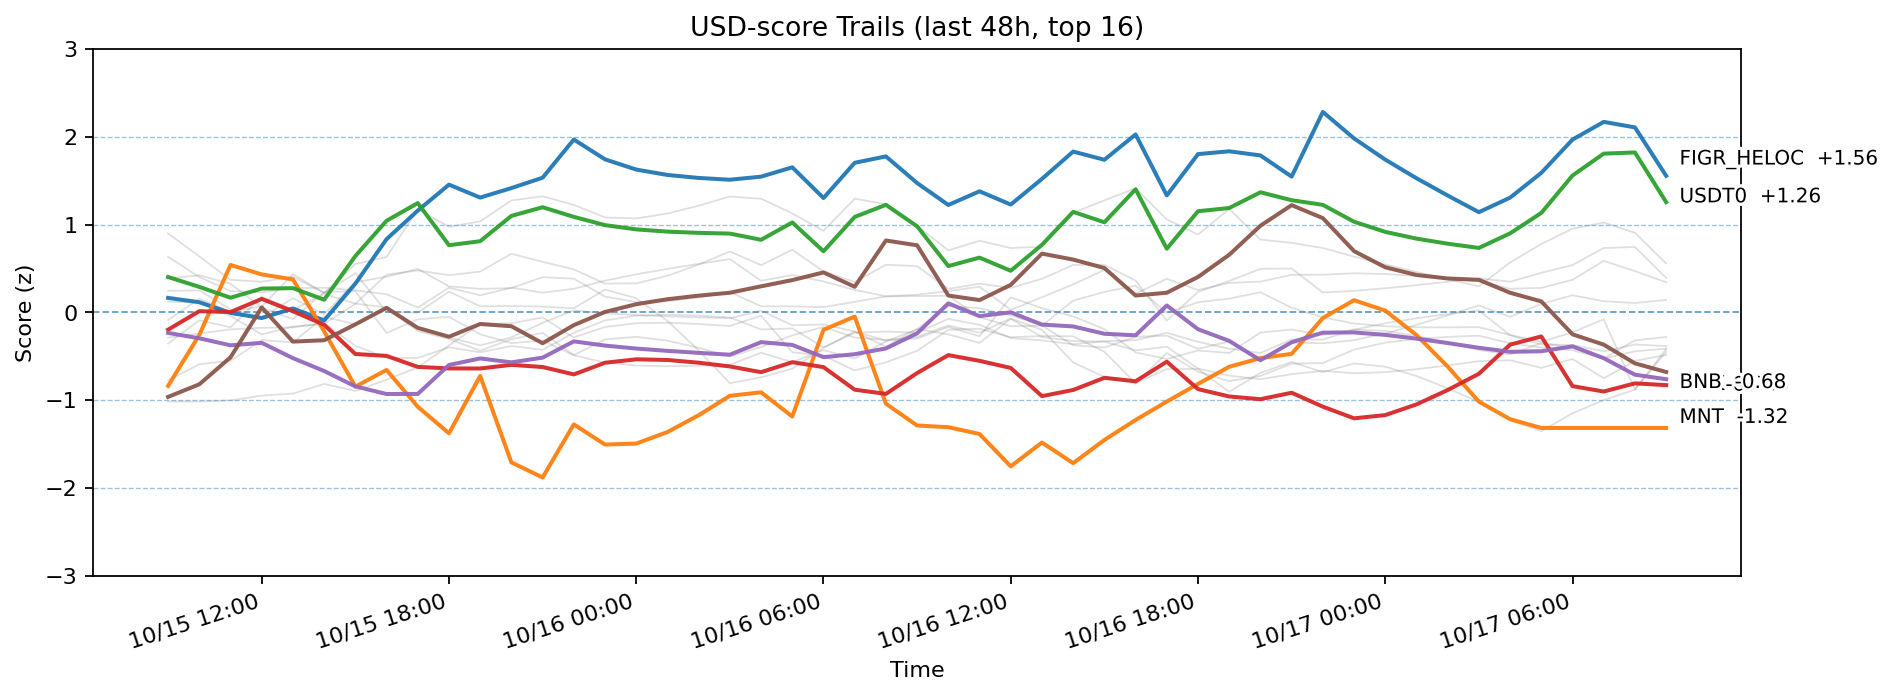 USD-score Trails (last 48h, top 16)
Score (z)
3
2
1
0
−1
−2
−3
FIGR_HELOC +1.56
USDT0 +1.26
BNB -0.68
MNT -1.32
10/15 12:00
10/15 18:00
10/16 00:00
10/16 06:00
10/16 12:00
10/16 18:00
10/17 00:00
10/17 06:00
Time